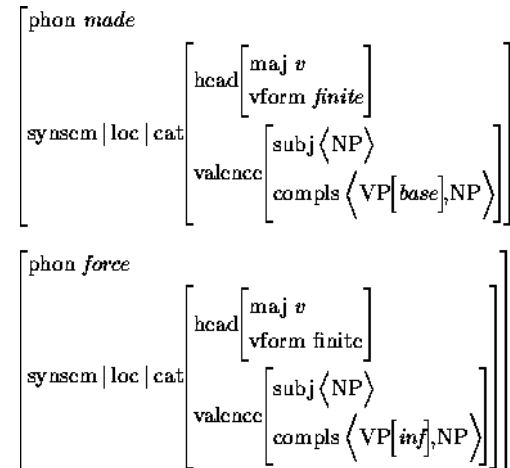 phon made
head maj v
vform finite
synsem | loc | cat
valence subj ⟨NP⟩
compls ⟨VP[base],NP⟩
phon force
head maj v
vform finite
synsem | loc | cat
valence subj ⟨NP⟩
compls ⟨VP[inf],NP⟩